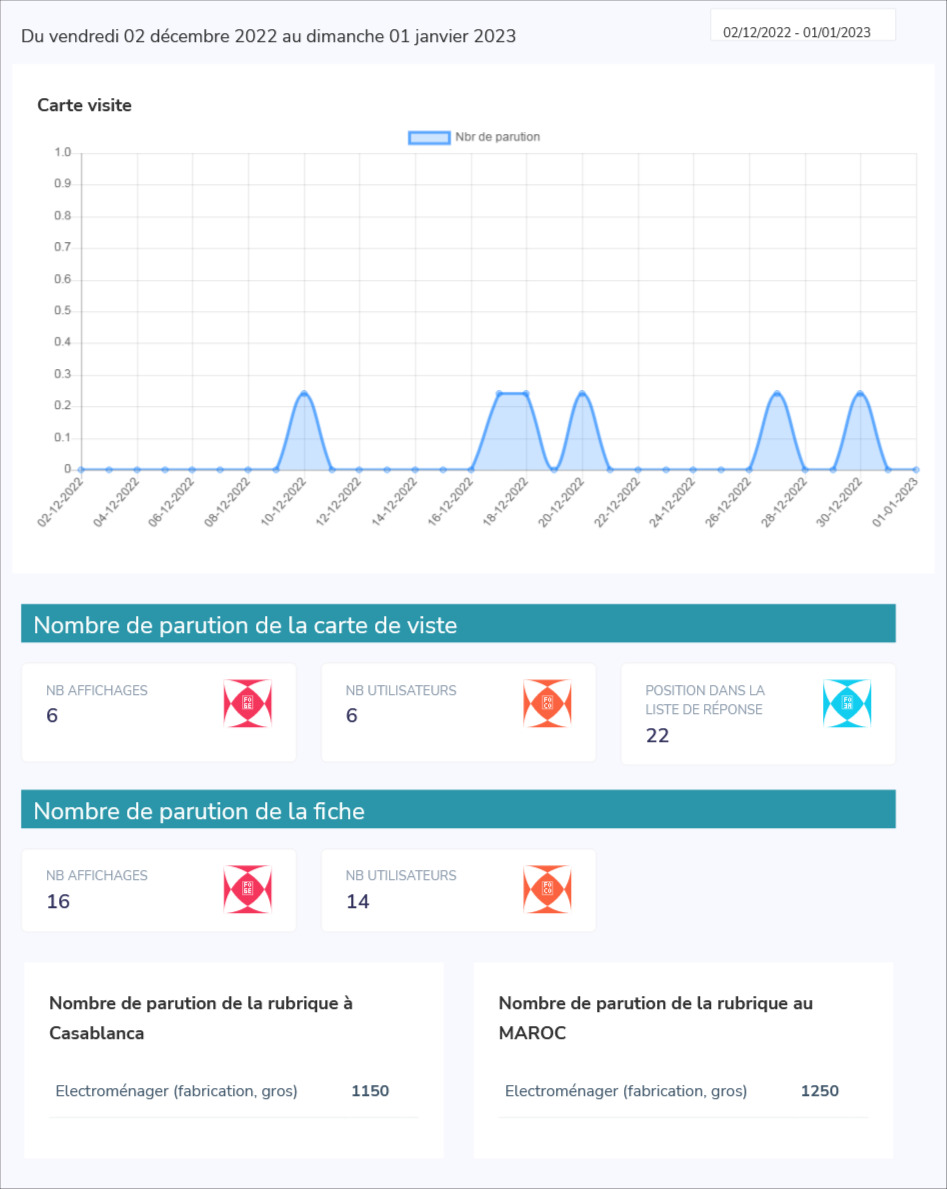 Du vendredi 02 décembre 2022 au dimanche 01 janvier 2023
02/12/2022 - 01/01/2023
Carte visite
Nbr de parution
1.0
0.9
0.8
0.7
0.6
0.5
0.4
0.3
0.2
0.1
0
02-12-2022
04-12-2022
06-12-2022
08-12-2022
10-12-2022
12-12-2022
14-12-2022
16-12-2022
18-12-2022
20-12-2022
22-12-2022
24-12-2022
26-12-2022
28-12-2022
30-12-2022
01-01-2023
Nombre de parution de la carte de viste
NB AFFICHAGES
6
NB UTILISATEURS
6
POSITION DANS LA
LISTE DE RÉPONSE
22
Nombre de parution de la fiche
NB AFFICHAGES
16
NB UTILISATEURS
14
Nombre de parution de la rubrique à
Casablanca
Electroménager (fabrication, gros) 1150
Nombre de parution de la rubrique au
MAROC
Electroménager (fabrication, gros) 1250